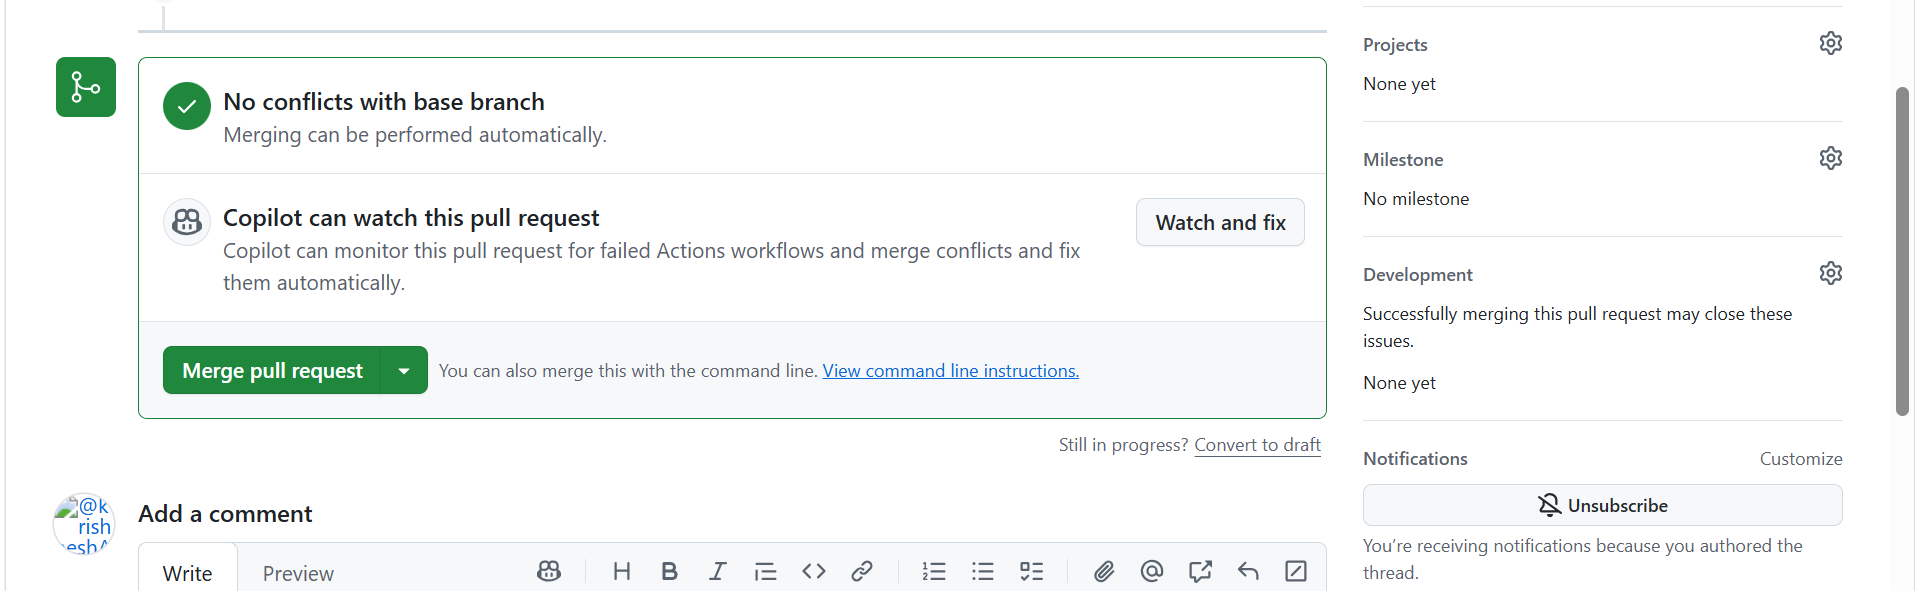 No conflicts with base branch
Merging can be performed automatically.
Copilot can watch this pull request
Copilot can monitor this pull request for failed Actions workflows and merge conflicts and fix
them automatically.
Watch and fix
Merge pull request
You can also merge this with the command line. View command line instructions.
Still in progress? Convert to draft
@k
rish
Add a comment
Write
Preview
Projects
None yet
Milestone
No milestone
Development
Successfully merging this pull request may close these
issues.
None yet
Notifications
Customize
Unsubscribe
You’re receiving notifications because you authored the
thread.